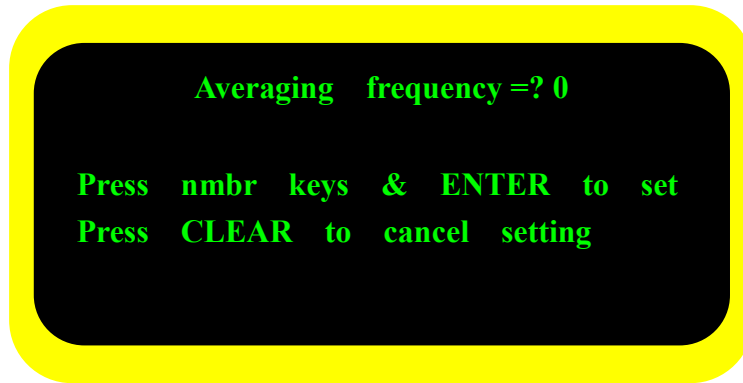 Averaging frequency =? 0
Press nmbr keys & ENTER to set
Press CLEAR to cancel setting